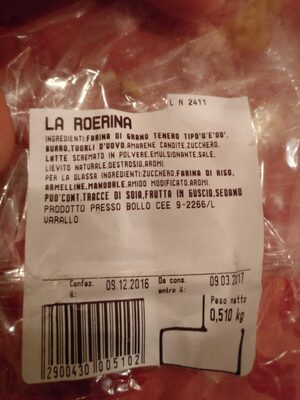 L N 2411
LA ROERINA
INGREDIENTI:FARINA DI GRANO TENERO TIPO"0"E"00",
BURRO,TUORLI D'UOVO,AMARENE CANDITE,ZUCCHERO,
LATTE SCREMATO IN POLVERE,EMULSIONANTE,SALE,
LIEVITO NATURALE,DESTROSIO,AROMI.
PER LA GLASSA INGREDIENTI:ZUCCHERO,FARINA DI RISO,
ARMELLINE,MANDORLE,AMIDO MODIFICATO,AROMI.
PUO'CONT.TRACCE DI SOIA,FRUTTA IN GUSCIO,SEDANO
PRODOTTO PRESSO BOLLO CEE 9-2266/L
VARALLO
Confez. il: 09.12.2016 Da cons. entro il: 09.03.2017
Peso netto
0,510 kg
2900430 005102